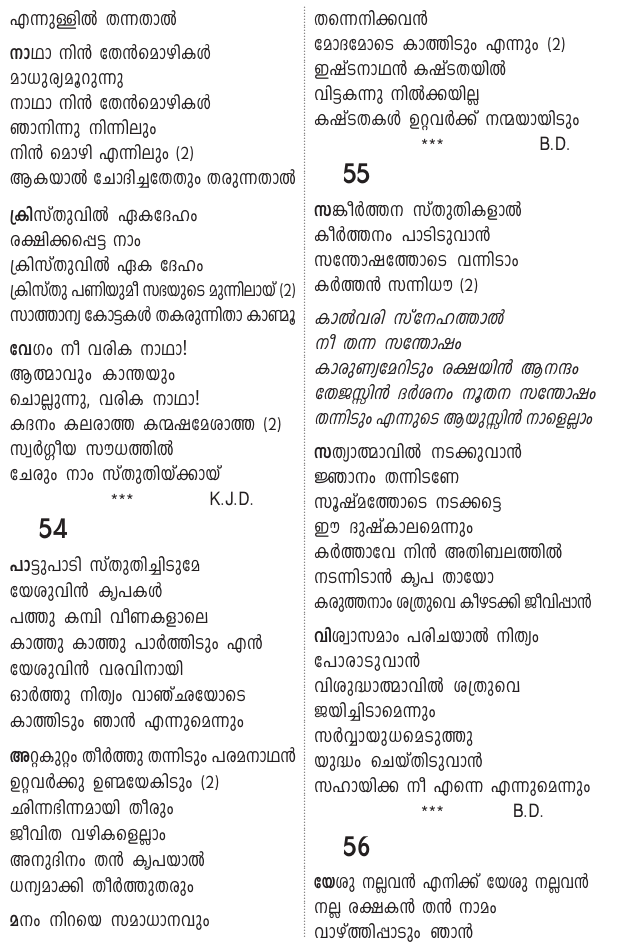 എന്നുള്ളിൽ തന്നതാൽ
നാഥാ നിൻ തേൻമൊഴികൾ
മാധുര്യമൂറുന്നു
നാഥാ നിൻ തേൻമൊഴികൾ
ഞാനിന്നു നിന്നിലും
നിൻ മൊഴി എന്നിലും (2)
ആകയാൽ ചോദിച്ചതേതും തരുന്നതാൽ
ക്രിസ്തുവിൽ ഏകദേഹം
രക്ഷിക്കപ്പെട്ട നാം
ക്രിസ്തുവിൽ ഏക ദേഹം
ക്രിസ്തു പണിയുമീ സഭയുടെ മുന്നിലായ് (2)
സാത്താന്യ കോട്ടകൾ തകരുന്നിതാ കാണ്മൂ
വേഗം നീ വരിക നാഥാ!
ആത്മാവും കാന്തയും
ചൊല്ലുന്നു, വരിക നാഥാ!
കദനം കലരാത്ത കന്മഷമേശാത്ത (2)
സ്വർഗ്ഗീയ സൗധത്തിൽ
ചേരും നാം സ്തുതിയ്ക്കായ്
*** K.J.D.
54
പാട്ടുപാടി സ്തുതിച്ചിടുമേ
യേശുവിൻ കൃപകൾ
പത്തു കമ്പി വീണകളാലെ
കാത്തു കാത്തു പാർത്തിടും എൻ
യേശുവിൻ വരവിനായി
ഓർത്തു നിത്യം വാഞ്ഛയോടെ
കാത്തിടും ഞാൻ എന്നുമെന്നും
അറ്റകുറ്റം തീർത്തു തന്നിടും പരമനാഥൻ
ഉറ്റവർക്കു ഉണ്മയേകിടും (2)
ഛിന്നഭിന്നമായി തീരും
ജീവിത വഴികളെല്ലാം
അനുദിനം തൻ കൃപയാൽ
ധന്യമാക്കി തീർത്തുതരും
മനം നിറയെ സമാധാനവും
തന്നെനിക്കവൻ
മോദമോടെ കാത്തിടും എന്നും (2)
ഇഷ്ടനാഥൻ കഷ്ടതയിൽ
വിട്ടകന്നു നിൽക്കയില്ല
കഷ്ടതകൾ ഉറ്റവർക്ക് നന്മയായിടും
*** B.D.
55
സങ്കീർത്തന സ്തുതികളാൽ
കീർത്തനം പാടിടുവാൻ
സന്തോഷത്തോടെ വന്നിടാം
കർത്തൻ സന്നിധൗ (2)
കാൽവരി സ്നേഹത്താൽ
നീ തന്ന സന്തോഷം
കാരുണ്യമേറിടും രക്ഷയിൻ ആനന്ദം
തേജസ്സിൻ ദർശനം നൂതന സന്തോഷം
തന്നിടും എന്നുടെ ആയുസ്സിൻ നാളെല്ലാം
സത്യാത്മാവിൽ നടക്കുവാൻ
ജ്ഞാനം തന്നിടണേ
സൂഷ്മത്തോടെ നടക്കട്ടെ
ഈ ദുഷ്കാലമെന്നും
കർത്താവേ നിൻ അതിബലത്തിൽ
നടന്നിടാൻ കൃപ തായോ
കരുത്തനാം ശത്രുവെ കീഴടക്കി ജീവിപ്പാൻ
വിശ്വാസമാം പരിചയാൽ നിത്യം
പോരാടുവാൻ
വിശുദ്ധാത്മാവിൽ ശത്രുവെ
ജയിച്ചിടാമെന്നും
സർവ്വായുധമെടുത്തു
യുദ്ധം ചെയ്തിടുവാൻ
സഹായിക്ക നീ എന്നെ എന്നുമെന്നും
*** B.D.
56
യേശു നല്ലവൻ എനിക്ക് യേശു നല്ലവൻ
നല്ല രക്ഷകൻ തൻ നാമം
വാഴ്ത്തിപ്പാടും ഞാൻ